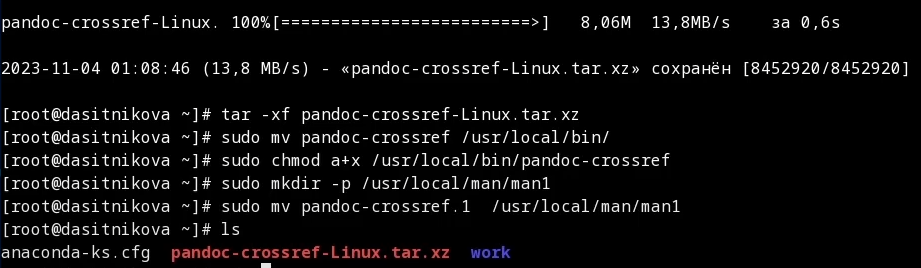 pandoc-crossref-Linux. 100%[=========================>]   8,06M  13,8MB/s    за 0,6s
2023-11-04 01:08:46 (13,8 MB/s) - «pandoc-crossref-Linux.tar.xz» сохранён [8452920/8452920]
[root@dasitnikova ~]# tar -xf pandoc-crossref-Linux.tar.xz
[root@dasitnikova ~]# sudo mv pandoc-crossref /usr/local/bin/
[root@dasitnikova ~]# sudo chmod a+x /usr/local/bin/pandoc-crossref
[root@dasitnikova ~]# sudo mkdir -p /usr/local/man/man1
[root@dasitnikova ~]# sudo mv pandoc-crossref.1  /usr/local/man/man1
[root@dasitnikova ~]# ls
anaconda-ks.cfg  pandoc-crossref-Linux.tar.xz  work